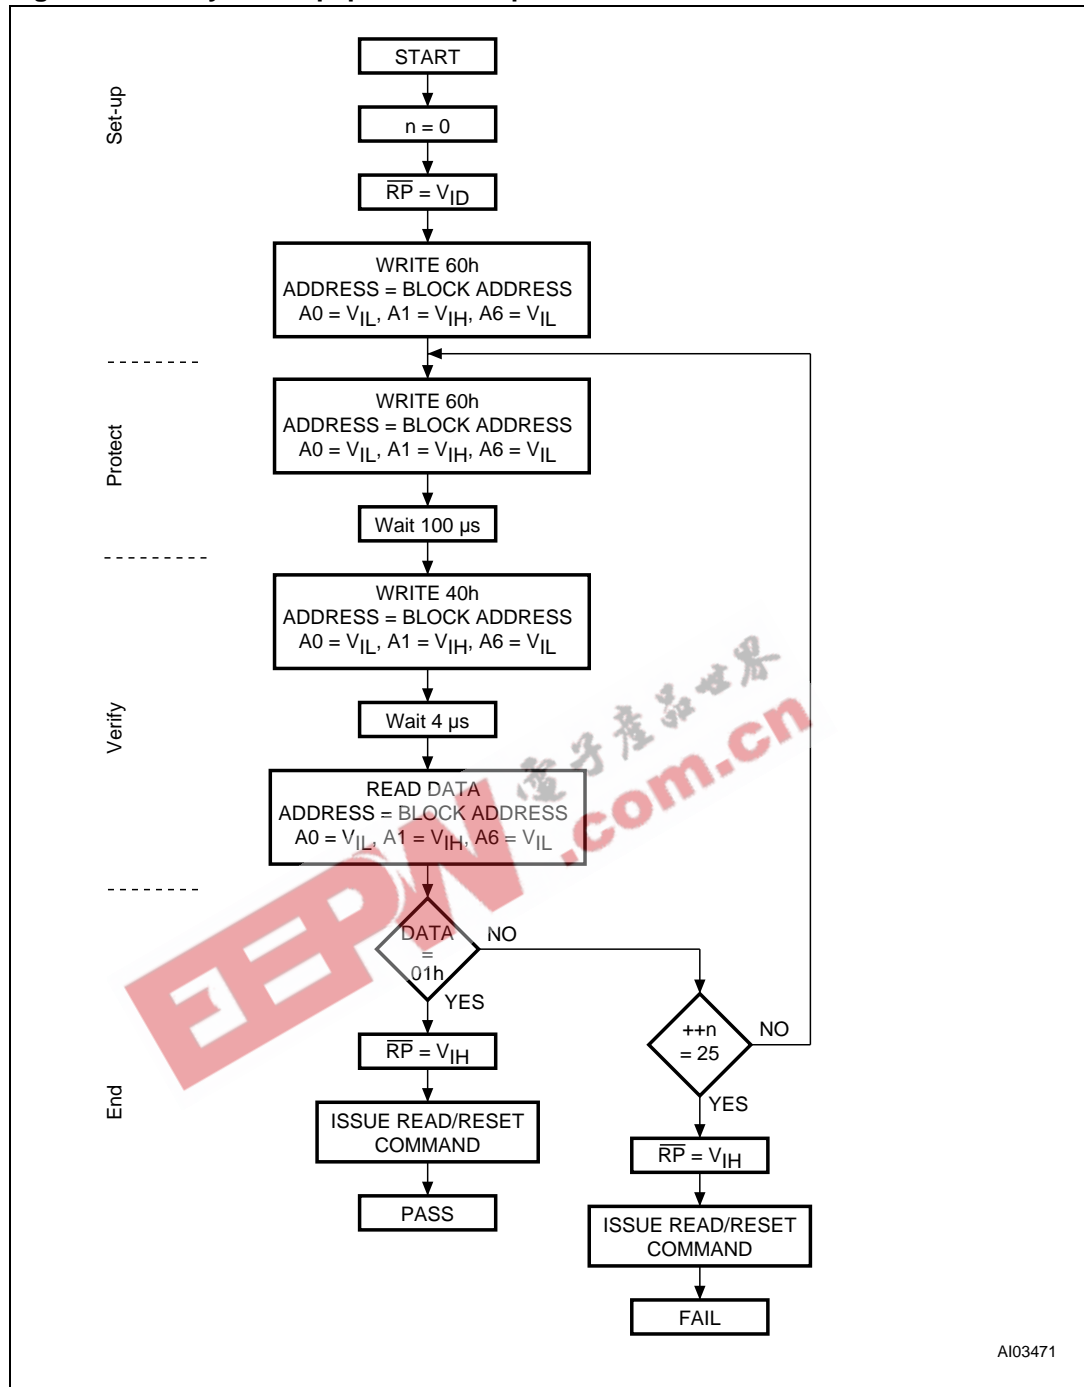 START
Set-up
n = 0
RP = VID
WRITE 60h
ADDRESS = BLOCK ADDRESS
A0 = VIL, A1 = VIH, A6 = VIL
WRITE 60h
ADDRESS = BLOCK ADDRESS
A0 = VIL, A1 = VIH, A6 = VIL
Protect
Wait 100 µs
WRITE 40h
ADDRESS = BLOCK ADDRESS
A0 = VIL, A1 = VIH, A6 = VIL
Verify
Wait 4 µs
READ DATA
ADDRESS = BLOCK ADDRESS
A0 = VIL, A1 = VIH, A6 = VIL
電子產品世界
EEPW.com.cn
DATA
=
01h
NO
YES
++n
= 25
NO
YES
End
RP = VIH
ISSUE READ/RESET
COMMAND
PASS
RP = VIH
ISSUE READ/RESET
COMMAND
FAIL
AI03471